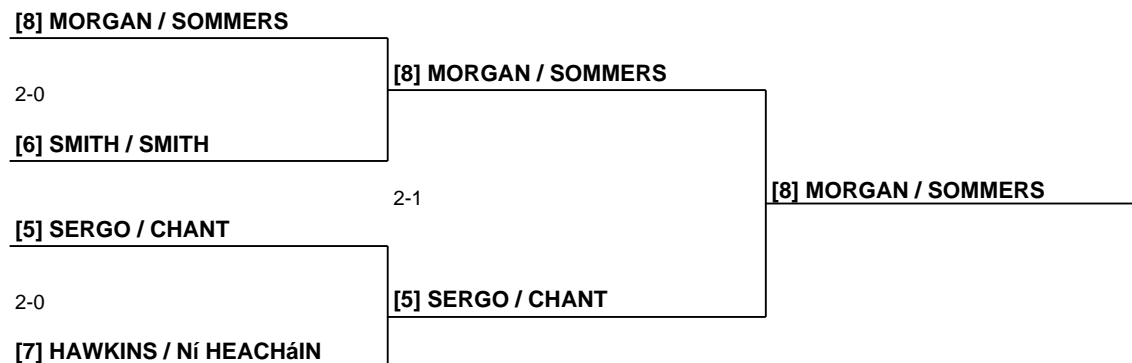 [8] MORGAN / SOMMERS
[8] MORGAN / SOMMERS
2-0
[6] SMITH / SMITH
[8] MORGAN / SOMMERS
2-1
[5] SERGO / CHANT
[5] SERGO / CHANT
2-0
[7] HAWKINS / Ní HEACHáIN